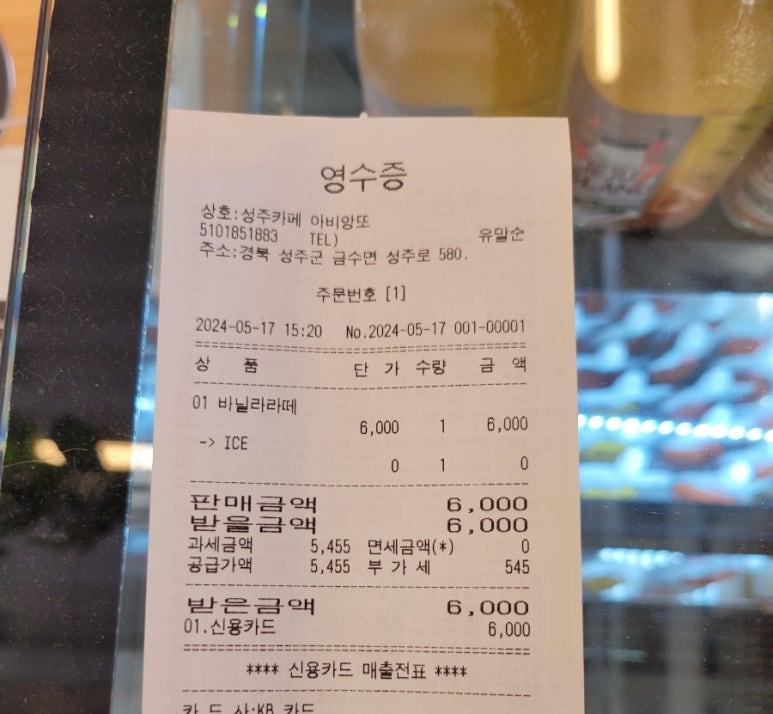 영수증
상호:성주카페 아비앙또
5101851883 TEL) 유말순
주소:경북 성주군 금수면 성주로 580.
주문번호 [1]
2024-05-17 15:20 No.2024-05-17 001-00001
상 품 단 가 수량 금 액
01 바닐라라떼
6,000 1 6,000
-> ICE
0 1 0
판매금액 6,000
받을금액 6,000
과세금액 5,455 면세금액(*) 0
공급가액 5,455 부 가 세 545
받은금액 6,000
01.신용카드 6,000
**** 신용카드 매출전표 ****
카 드 사:KB 카드